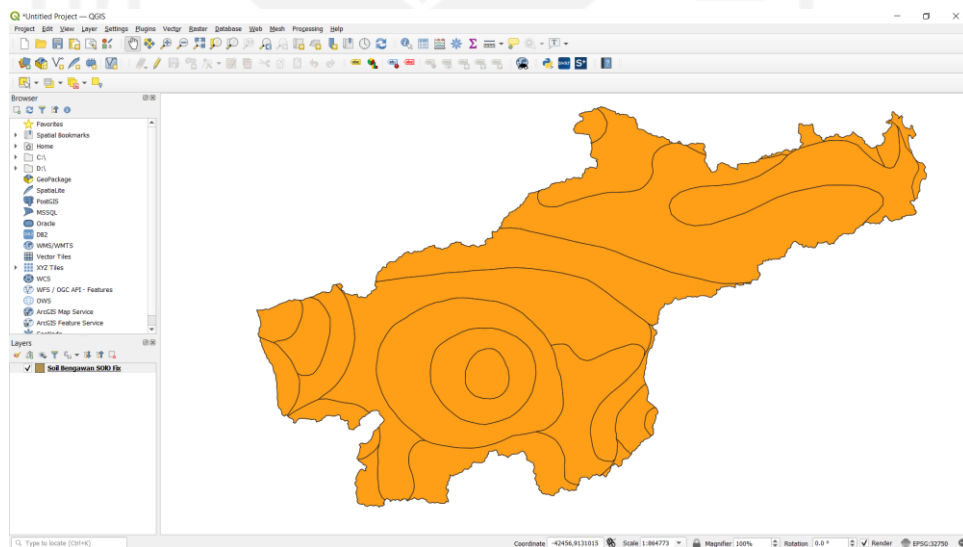 *Untitled Project — QGIS
Project Edit View Layer Settings Plugins Vector Raster Database Web Mesh Processing Help
Browser
Favorites
Spatial Bookmarks
Home
C:\
D:\
GeoPackage
SpatiaLite
PostGIS
MSSQL
Oracle
DB2
WMS/WMTS
Vector Tiles
XYZ Tiles
WCS
WFS / OGC API - Features
OWS
ArcGIS Map Service
ArcGIS Feature Service
GeoNode
Layers
Soil Bengawan SOlO Fix
Type to locate (Ctrl+K)
Coordinate -42456,9131015 Scale 1:864773 Magnifier 100% Rotation 0.0 ° Render EPSG:32750